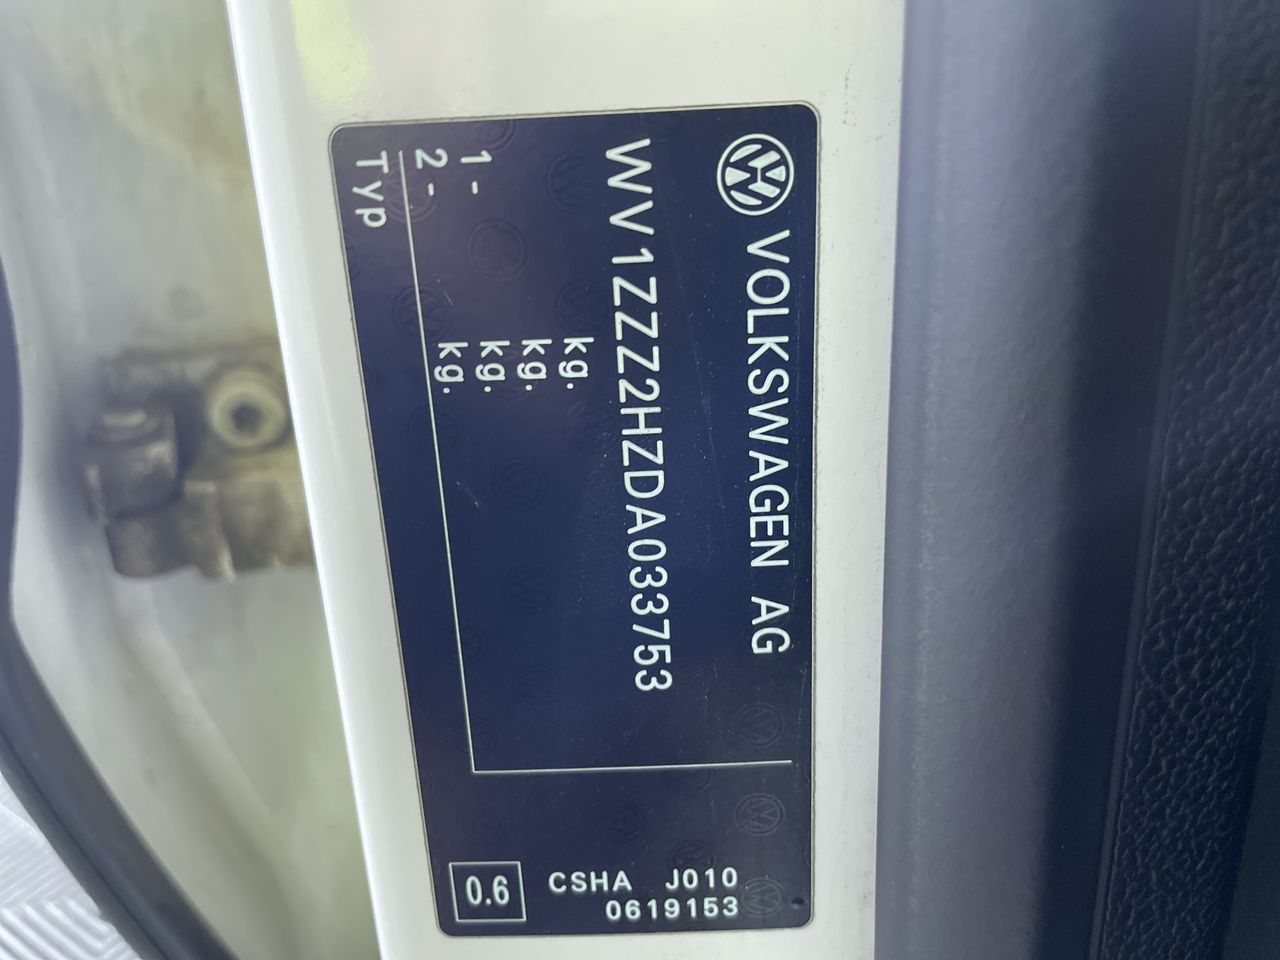 VOLKSWAGEN AG
WV1ZZZ2HZDA033753
kg.
kg.
1- kg.
2- kg.
Typ
CSHA J010
0619153
0.6